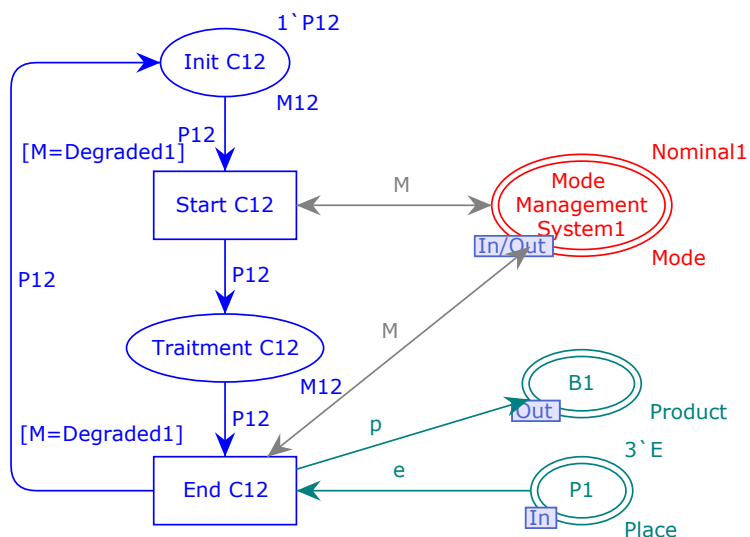 1`P12
Init C12
M12
P12
[M=Degraded1]
Nominal1
Start C12
M
Mode
Management
System1
In/Out
Mode
P12
P12
M
Traitment C12
M12
B1
Out
Product
P12
[M=Degraded1]
p
3`E
End C12
e
P1
In
Place